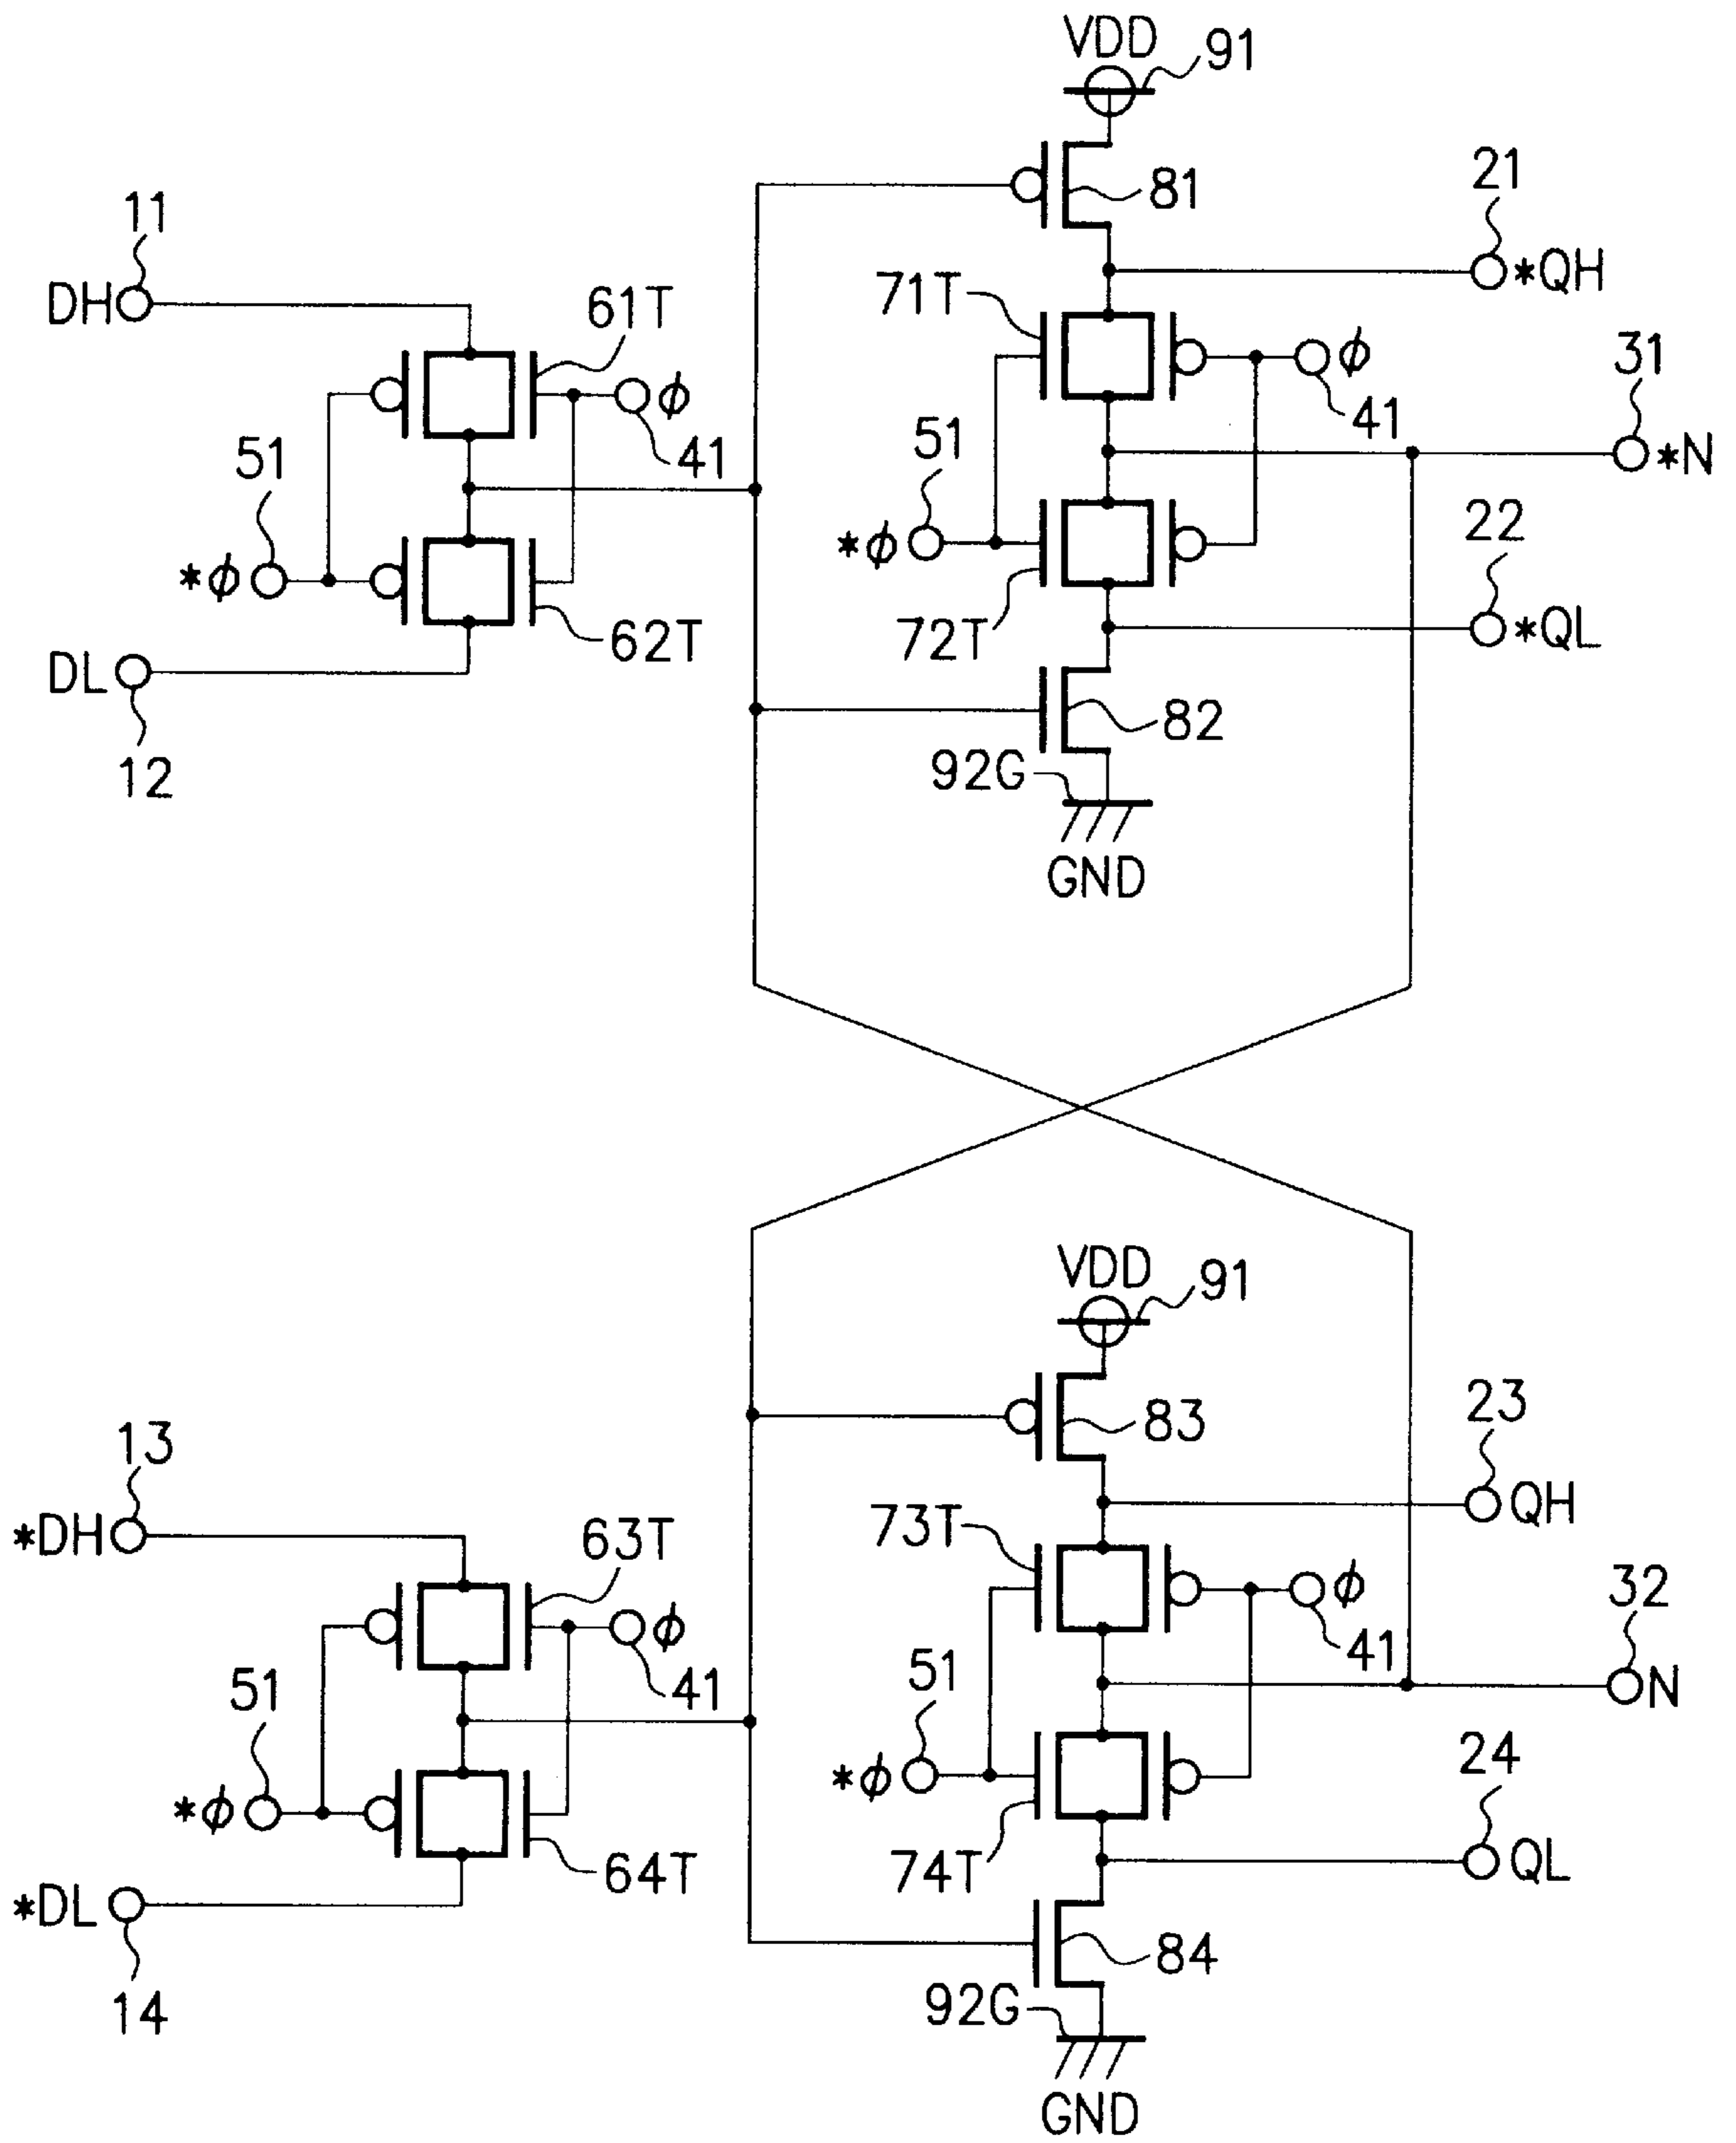 VDD
91
81
21
*QH
11
DH
61T
φ
41
71T
φ
41
31
*N
51
*φ
51
*φ
22
*QL
72T
62T
DL
12
82
92G
GND
VDD
91
83
23
QH
13
*DH
63T
φ
41
73T
φ
41
32
N
51
*φ
51
*φ
24
QL
74T
64T
*DL
14
84
92G
GND